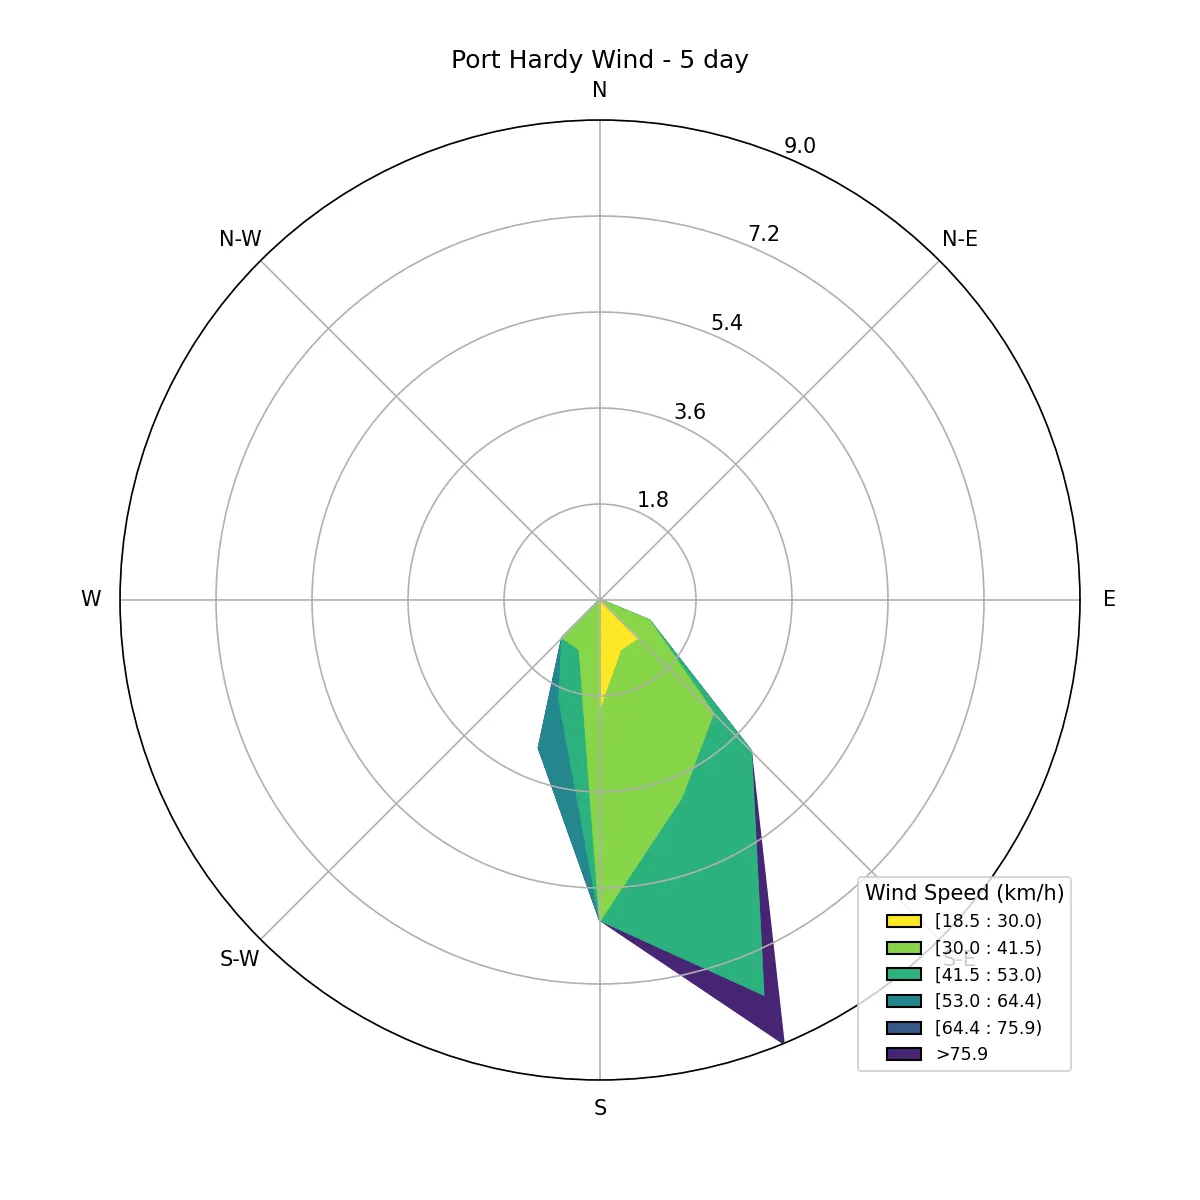 Port Hardy Wind - 5 day
N
9.0
N-W
N-E
7.2
5.4
3.6
1.8
W
E
Wind Speed (km/h)
[18.5 : 30.0)
[30.0 : 41.5)
S-W
S-E
[41.5 : 53.0)
[53.0 : 64.4)
[64.4 : 75.9)
>75.9
S